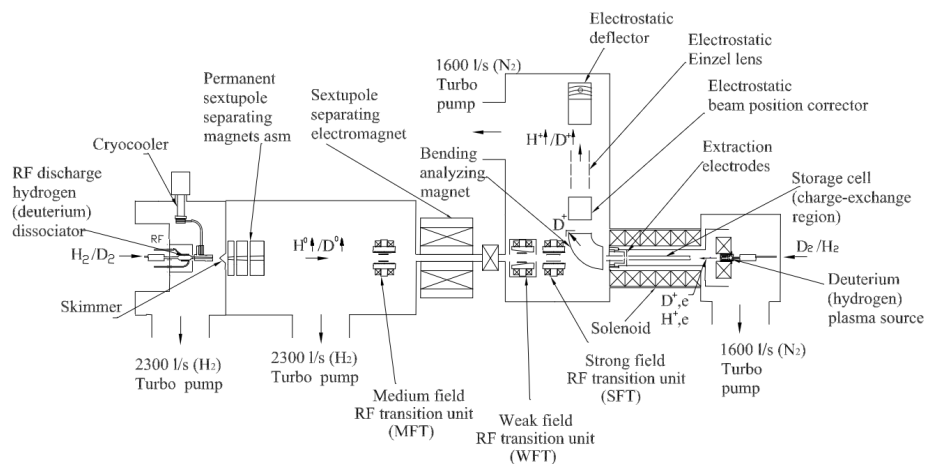 Electrostatic
deflector
Electrostatic
Einzel lens
1600 l/s (N₂)
Turbo
pump
Permanent
sextupole
separating
magnets asm
Sextupole
separating
electromagnet
Electrostatic
beam position corrector
Cryocooler
H⁺↑/D⁺↑
Bending
analyzing
magnet
Extraction
electrodes
RF discharge
hydrogen
(deuterium)
dissociator
Storage cell
(charge-exchange
region)
D⁺
RF
H₂/D₂
H⁰↑/D⁰↑
D₂/H₂
Skimmer
D⁺,e
H⁺,e
Deuterium
(hydrogen)
plasma source
Solenoid
2300 l/s (H₂)
Turbo pump
2300 l/s (H₂)
Turbo pump
1600 l/s (N₂)
Turbo
pump
Strong field
RF transition unit
(SFT)
Medium field
RF transition unit
(MFT)
Weak field
RF transition unit
(WFT)